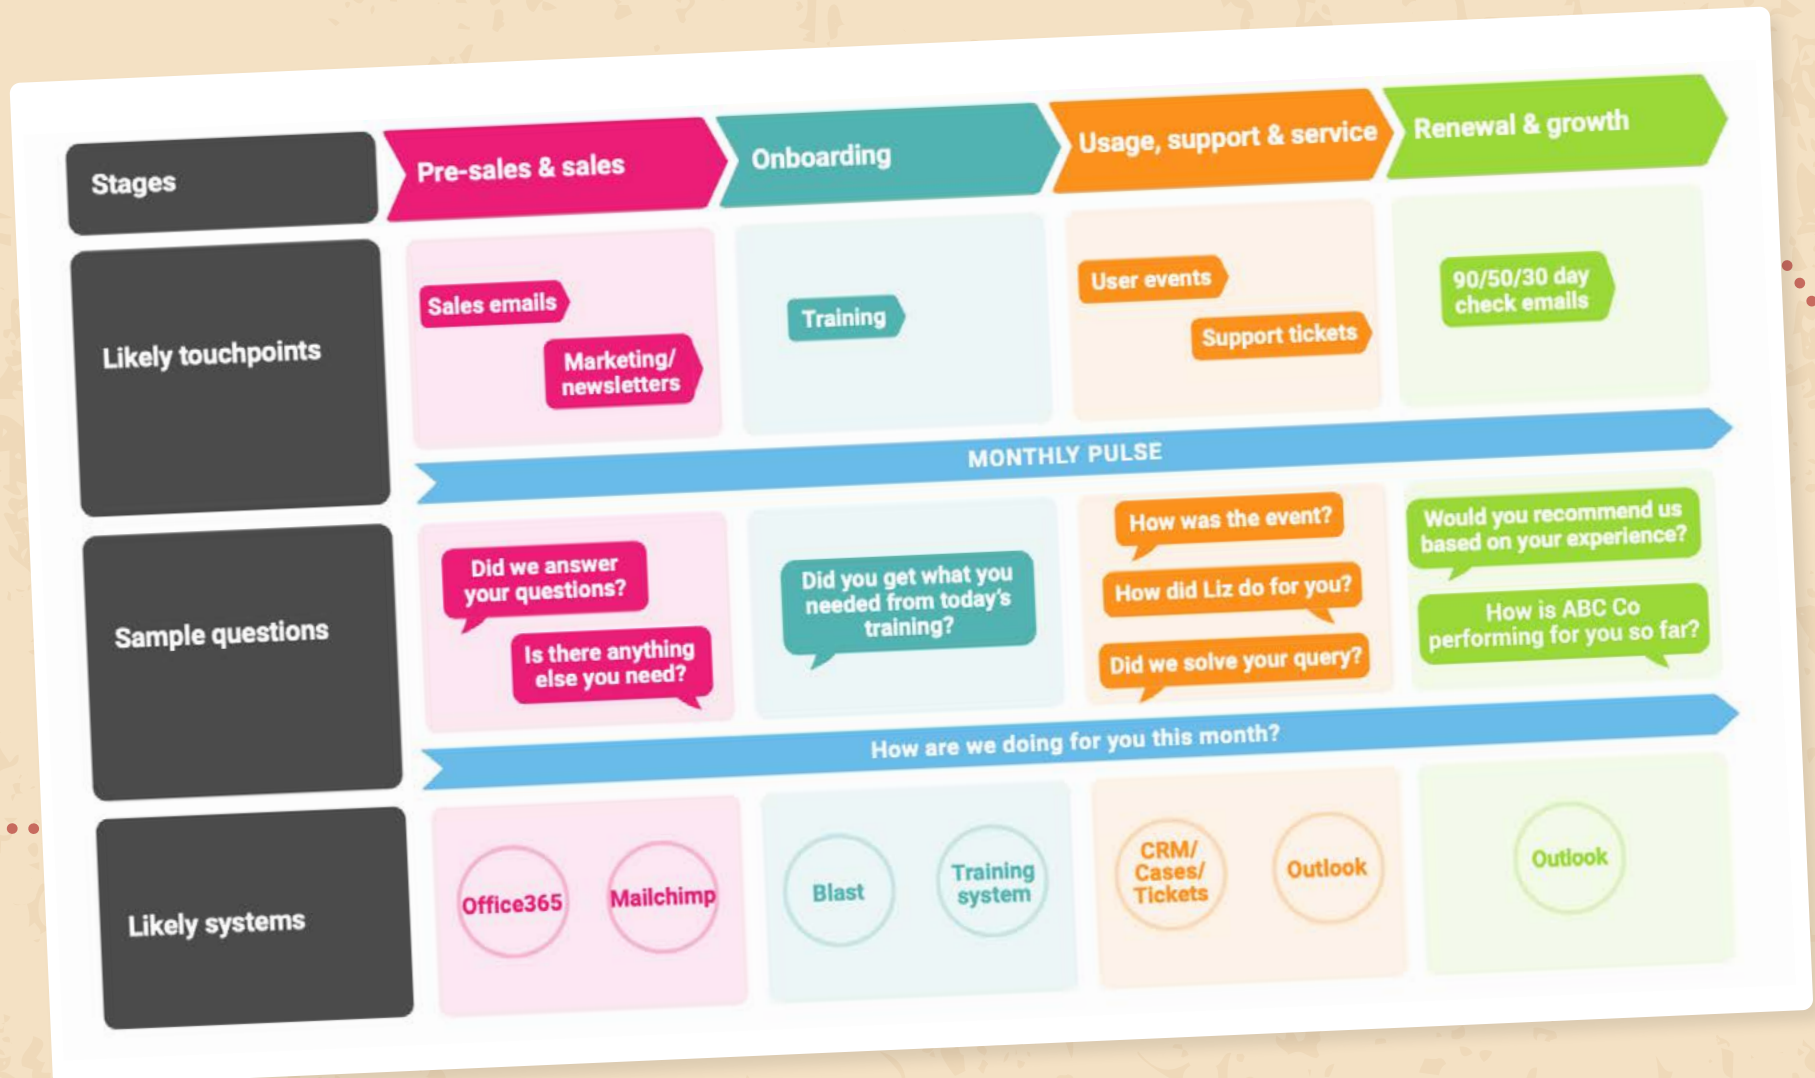 Stages
Pre-sales & sales
Onboarding
Usage, support & service
Renewal & growth
Likely touchpoints
Sales emails
Marketing/
newsletters
Training
User events
Support tickets
90/50/30 day
check emails
MONTHLY PULSE
Sample questions
Did we answer
your questions?
Is there anything
else you need?
Did you get what you
needed from today's
training?
How was the event?
How did Liz do for you?
Did we solve your query?
Would you recommend us
based on your experience?
How is ABC Co
performing for you so far?
How are we doing for you this month?
Likely systems
Office365
Mailchimp
Blast
Training
system
CRM/
Cases/
Tickets
Outlook
Outlook